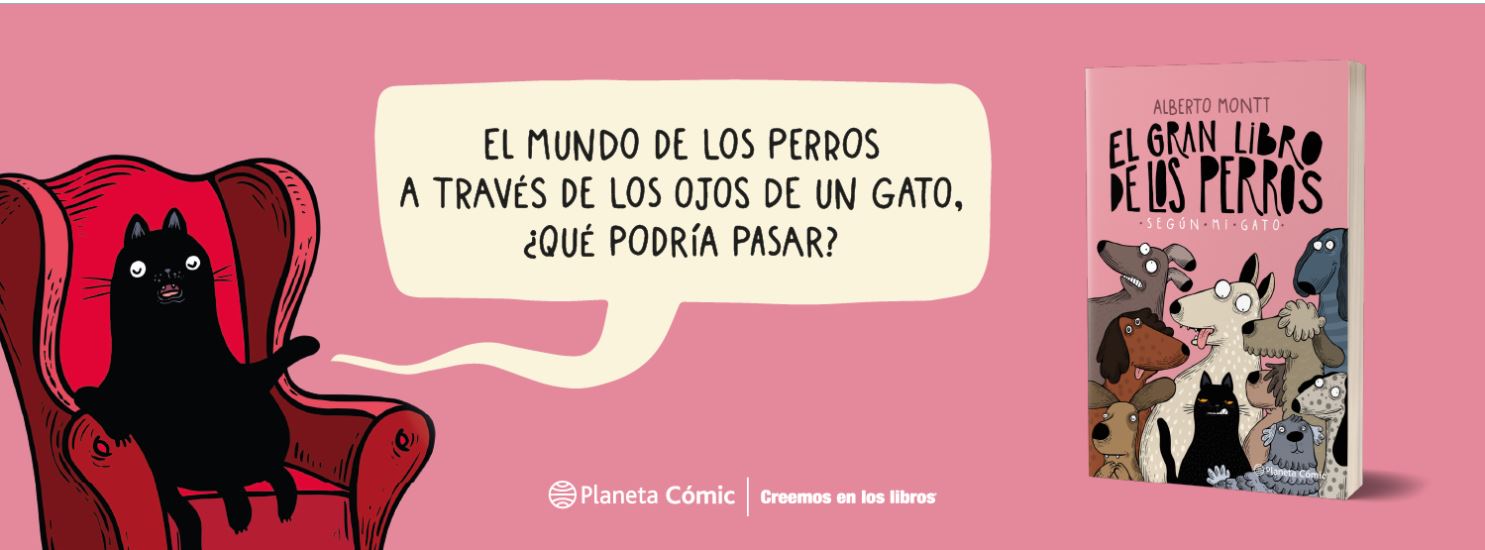 EL MUNDO DE LOS PERROS
A TRAVÉS DE LOS OJOS DE UN GATO,
¿QUÉ PODRÍA PASAR?
ALBERTO MONTT
EL GRAN LIBRO
DE LOS PERROS
·SEGÚN·MI·GATO·
Planeta Cómic
Planeta Cómic
Creemos en los libros